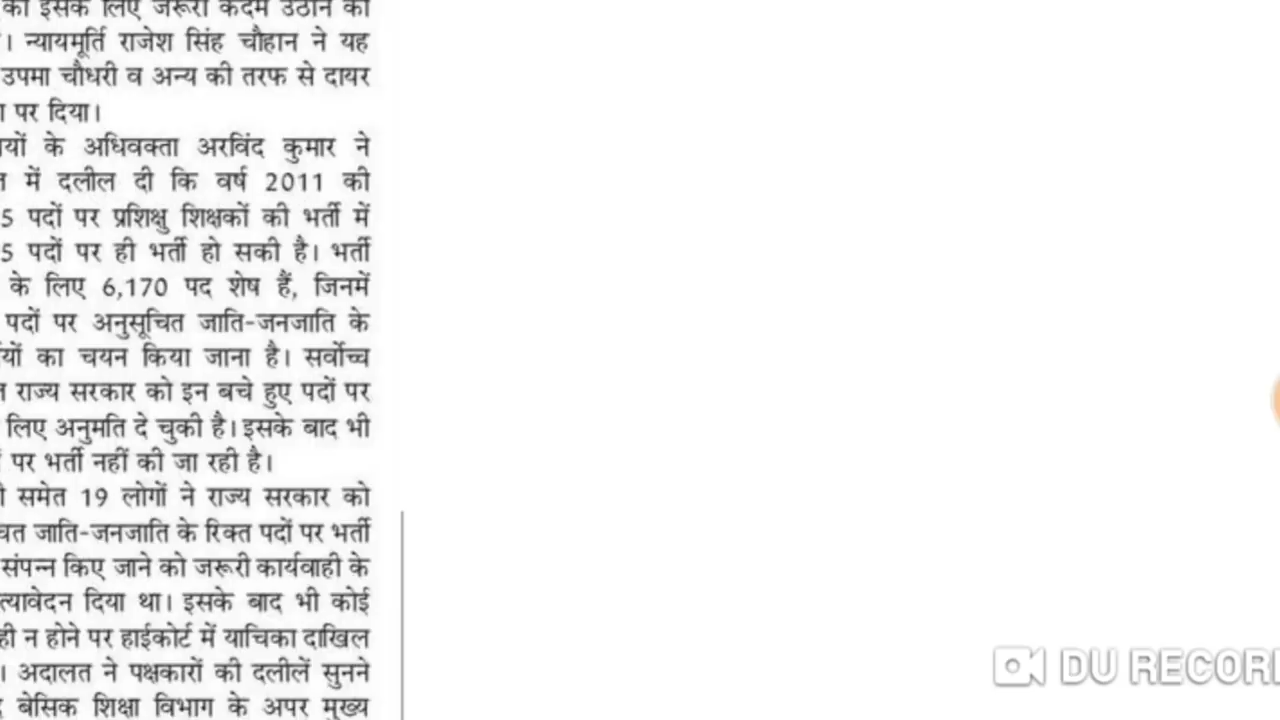 को इसके लिए जरूरी कदम उठाने को
। न्यायमूर्ति राजेश सिंह चौहान ने यह
उपमा चौधरी व अन्य की तरफ से दायर
पर दिया।
के अधिवक्ता अरविंद कुमार ने
में दलील दी कि वर्ष 2011 की
5 पदों पर प्रशिक्षु शिक्षकों की भर्ती में
5 पदों पर ही भर्ती हो सकी है। भर्ती
के लिए 6,170 पद शेष हैं, जिनमें
पदों पर अनुसूचित जाति-जनजाति के
का चयन किया जाना है। सर्वोच्च
राज्य सरकार को इन बचे हुए पदों पर
लिए अनुमति दे चुकी है। इसके बाद भी
पर भर्ती नहीं की जा रही है।
समेत 19 लोगों ने राज्य सरकार को
जाति-जनजाति के रिक्त पदों पर भर्ती
संपन्न किए जाने को जरूरी कार्यवाही के
दिया था। इसके बाद भी कोई
न होने पर हाईकोर्ट में याचिका दाखिल
। अदालत ने पक्षकारों की दलीलें सुनने
बेसिक शिक्षा विभाग के अपर मुख्य
DU RECOR